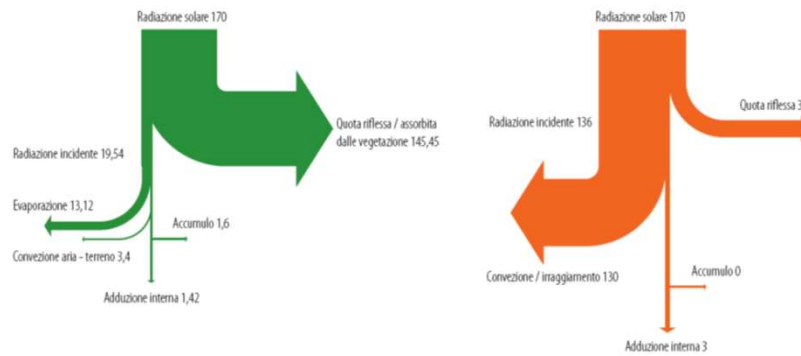 Radiazione solare 170
Quota riflessa / assorbita
dalle vegetazione 145,45
Radiazione incidente 19,54
Evaporazione 13,12
Accumulo 1,6
Convezione aria - terreno 3,4
Adduzione interna 1,42
Radiazione solare 170
Quota riflessa 3
Radiazione incidente 136
Convezione / irraggiamento 130
Accumulo 0
Adduzione interna 3